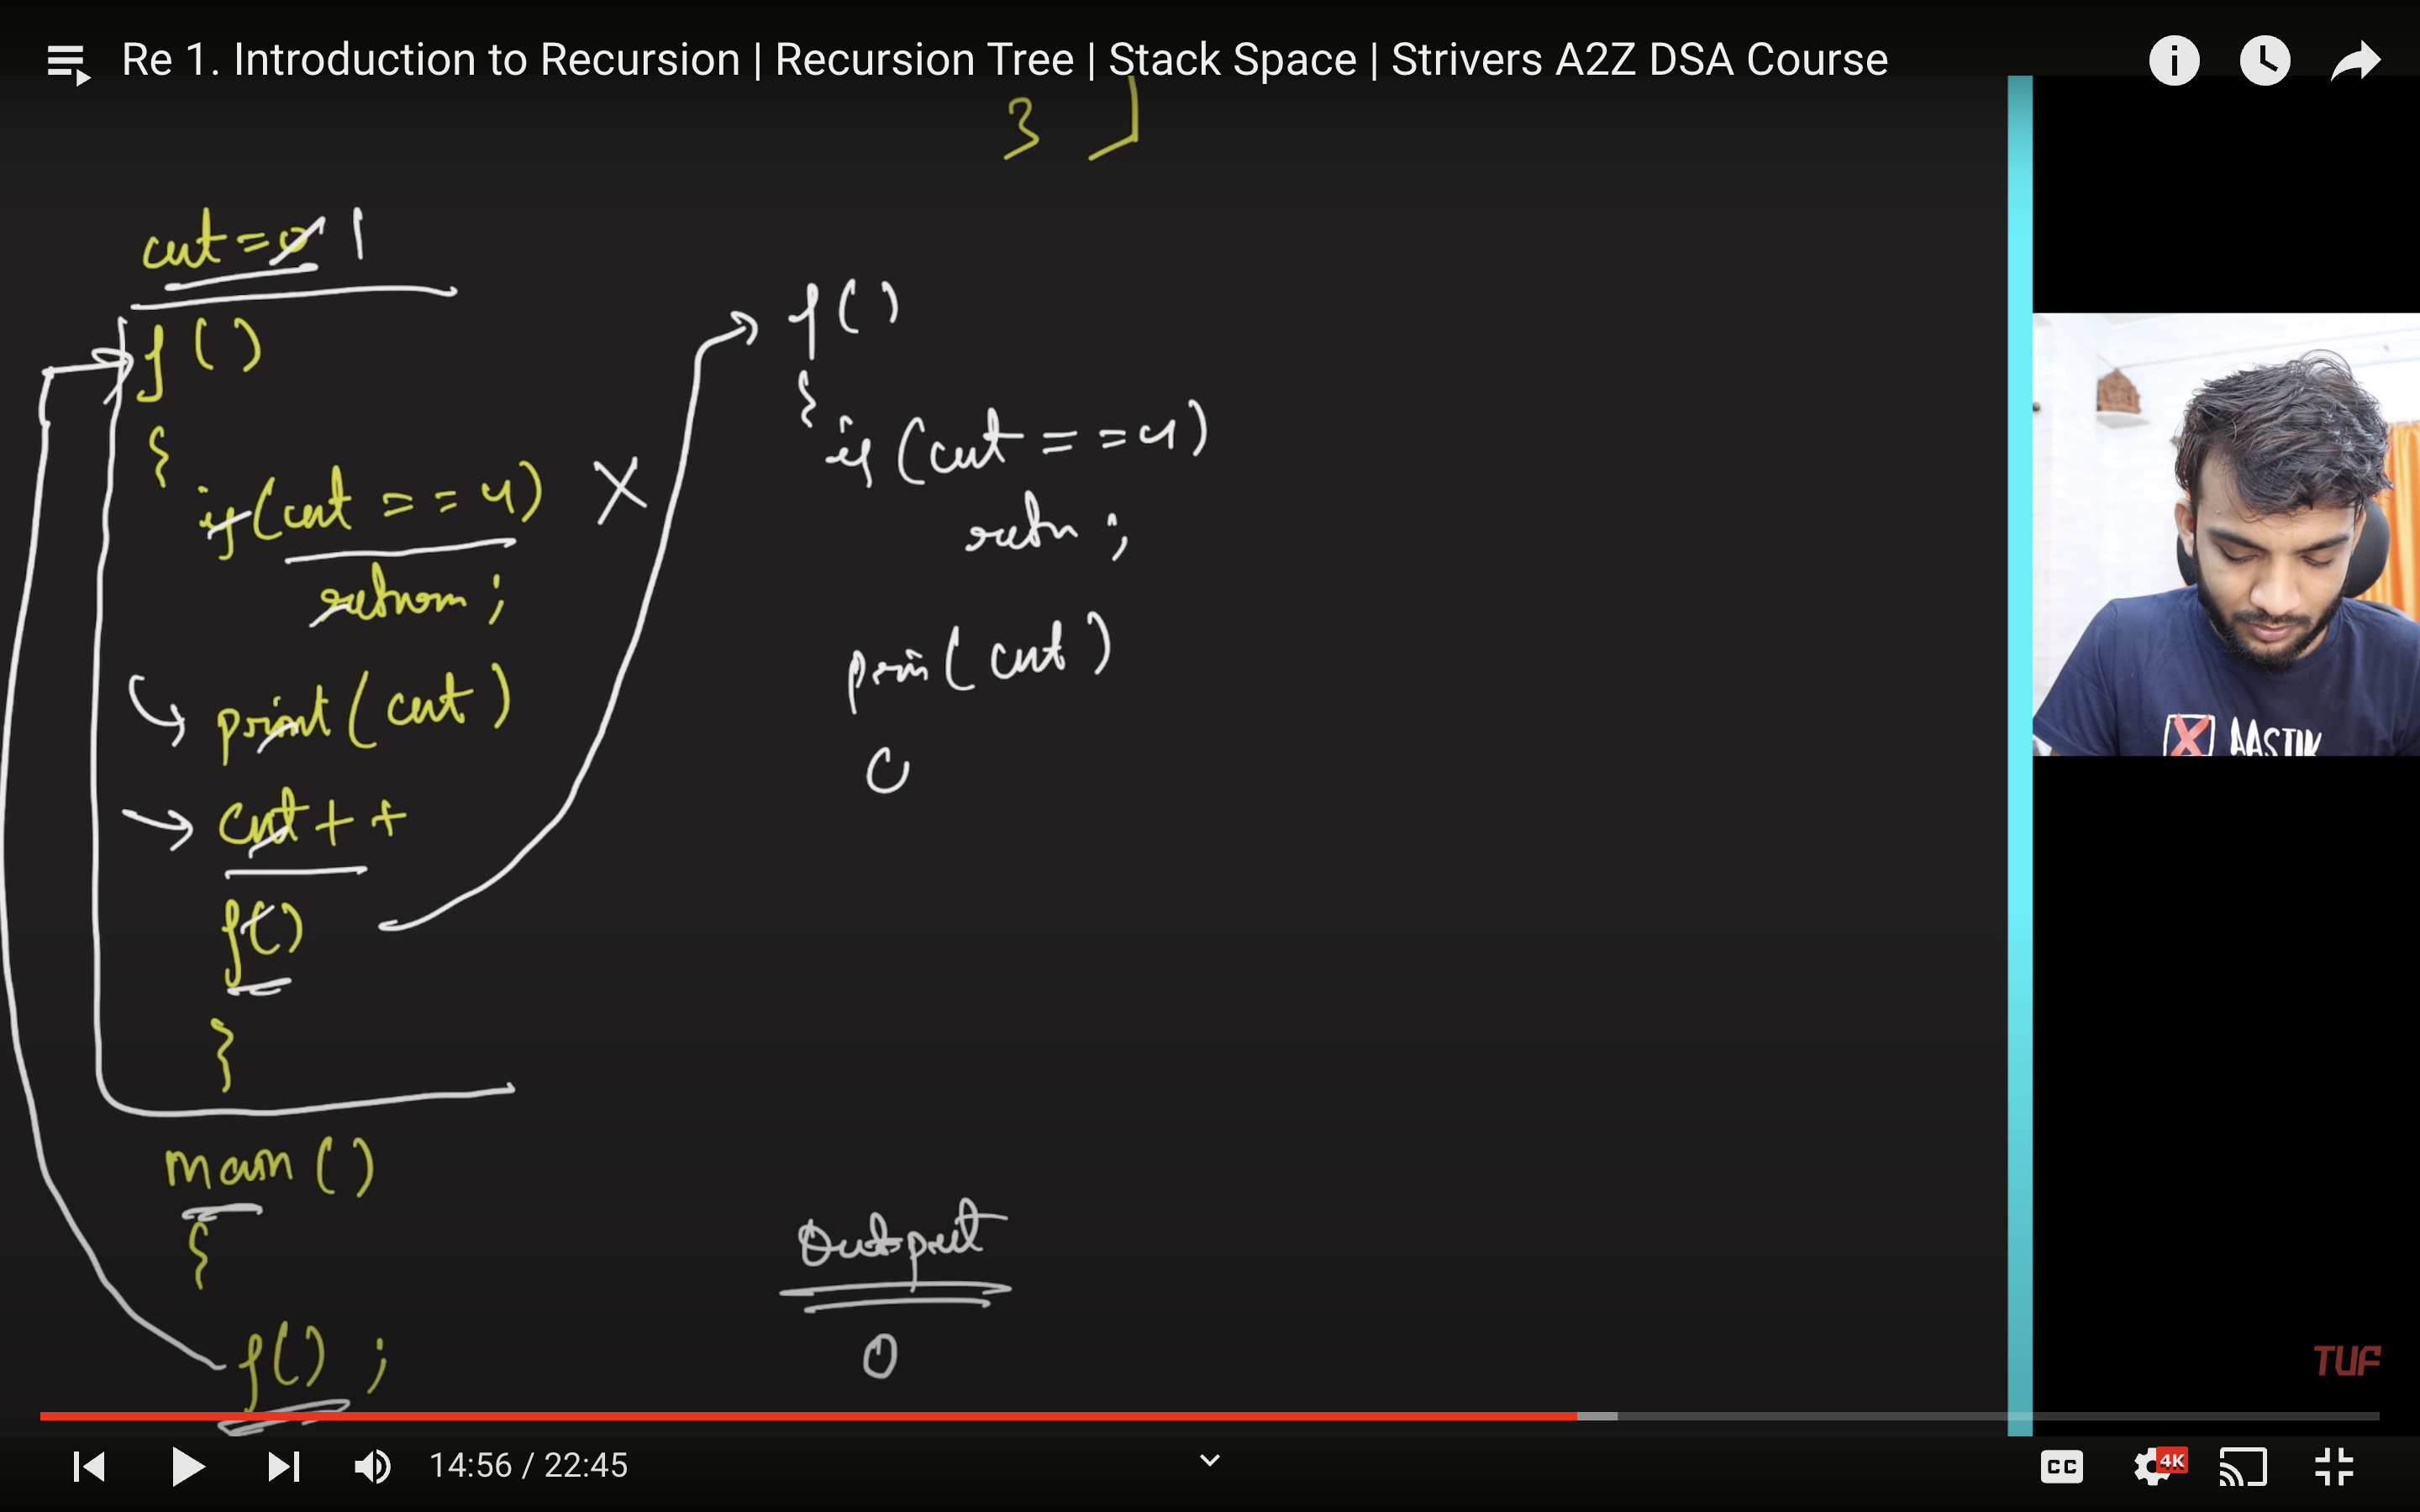 Re 1. Introduction to Recursion | Recursion Tree | Stack Space | Strivers A2Z DSA Course
3
cnt = 0 1
f ( )
{
if (cnt == 4)
return ;
print ( cnt )
cnt ++
f()
}
main ( )
{
f() ;
f ( )
{
if (cnt == 4)
retn ;
prin ( cnt )
C
Output
0
X AASTIK
TUF
14:56 / 22:45
CC
4K